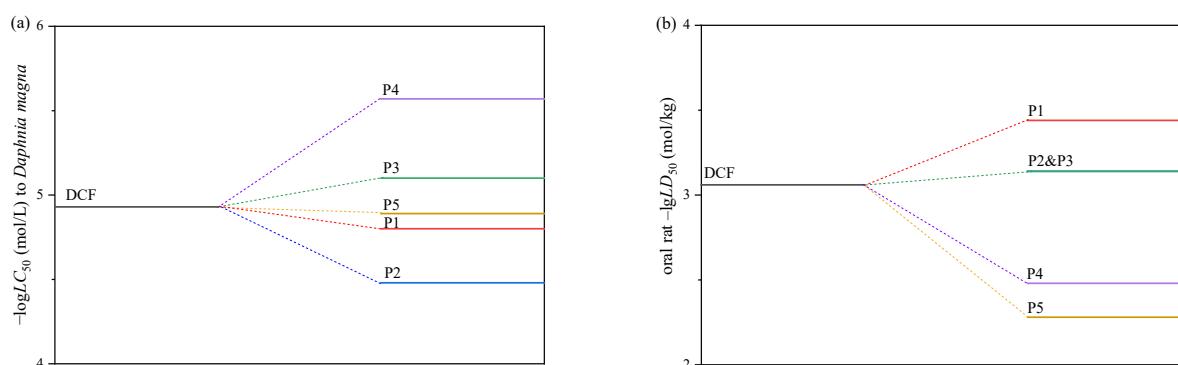 (a)
6
5
4
−logLC50 (mol/L) to Daphnia magna
DCF
P4
P3
P5
P1
P2
(b)
4
3
2
oral rat −lgLD50 (mol/kg)
DCF
P1
P2&P3
P4
P5